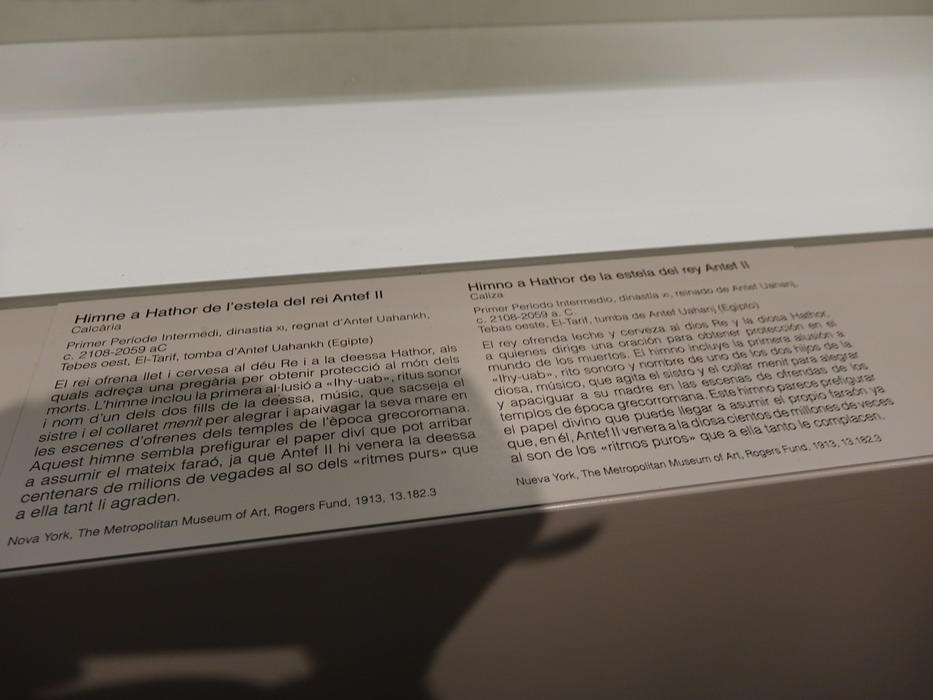 Himne a Hathor de l'estela del rei Antef II
Calcària
Primer Període Intermedi, dinastia XI, regnat d'Antef Uahankh,
c. 2108-2059 aC
Tebes oest, El-Tarif, tomba d'Antef Uahankh (Egipte)
El rei ofrena llet i cervesa al déu Re i a la deessa Hathor, als
quals adreça una pregària per obtenir protecció al món dels
morts. L'himne inclou la primera al·lusió a «Ihy-uab», ritus sonor
i nom d'un dels dos fills de la deessa, músic, que sacseja el
sistre i el collaret menit per alegrar i apaivagar la seva mare en
les escenes d'ofrenes dels temples de l'època grecoromana.
Aquest himne sembla prefigurar el paper diví que pot arribar
a assumir el mateix faraó, ja que Antef II hi venera la deessa
centenars de milions de vegades al so dels «ritmes purs» que
a ella tant li agraden.
Nova York, The Metropolitan Museum of Art, Rogers Fund, 1913, 13.182.3
Himno a Hathor de la estela del rey Antef II
Caliza
Primer Periodo Intermedio, dinastía XI, reinado de Antef Uahanj,
c. 2108-2059 a. C.
Tebas oeste, El-Tarif, tumba de Antef Uahanj (Egipto)
El rey ofrenda leche y cerveza al dios Re y la diosa Hathor,
a quienes dirige una oración para obtener protección en el
mundo de los muertos. El himno incluye la primera alusión a
«Ihy-uab», rito sonoro y nombre de uno de los dos hijos de la
diosa, músico, que agita el sistro y el collar menit para alegrar
y apaciguar a su madre en las escenas de ofrendas de los
templos de época grecorromana. Este himno parece prefigurar
el papel divino que puede llegar a asumir el propio faraón ya
que, en él, Antef II venera a la diosa cientos de millones de veces
al son de los «ritmos puros» que a ella tanto le complacen.
Nueva York, The Metropolitan Museum of Art, Rogers Fund, 1913, 13.182.3